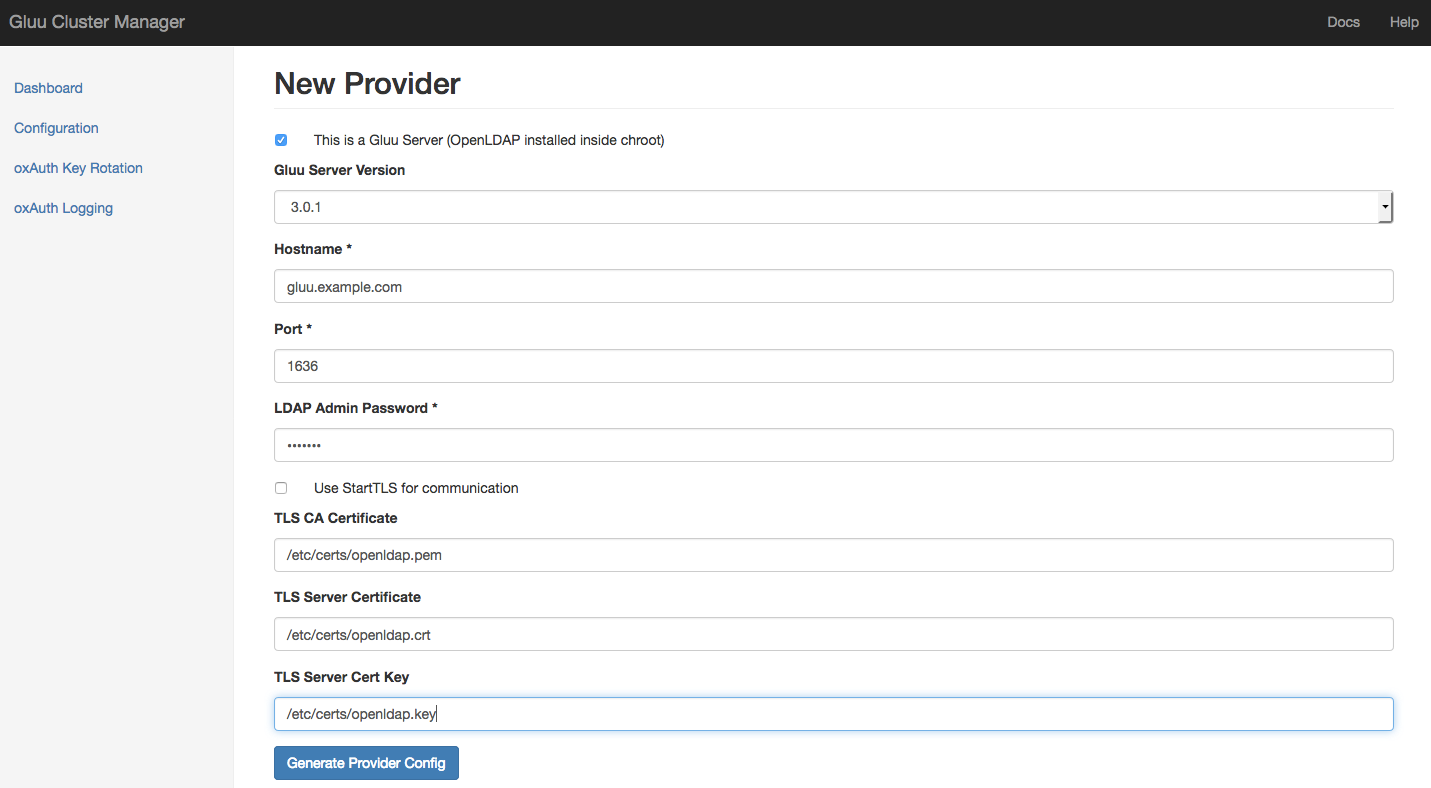 Gluu Cluster Manager
Docs
Help
Dashboard
Configuration
oxAuth Key Rotation
oxAuth Logging
New Provider
This is a Gluu Server (OpenLDAP installed inside chroot)
Gluu Server Version
3.0.1
Hostname *
gluu.example.com
Port *
1636
LDAP Admin Password *
•••••••
Use StartTLS for communication
TLS CA Certificate
/etc/certs/openldap.pem
TLS Server Certificate
/etc/certs/openldap.crt
TLS Server Cert Key
/etc/certs/openldap.key
Generate Provider Config